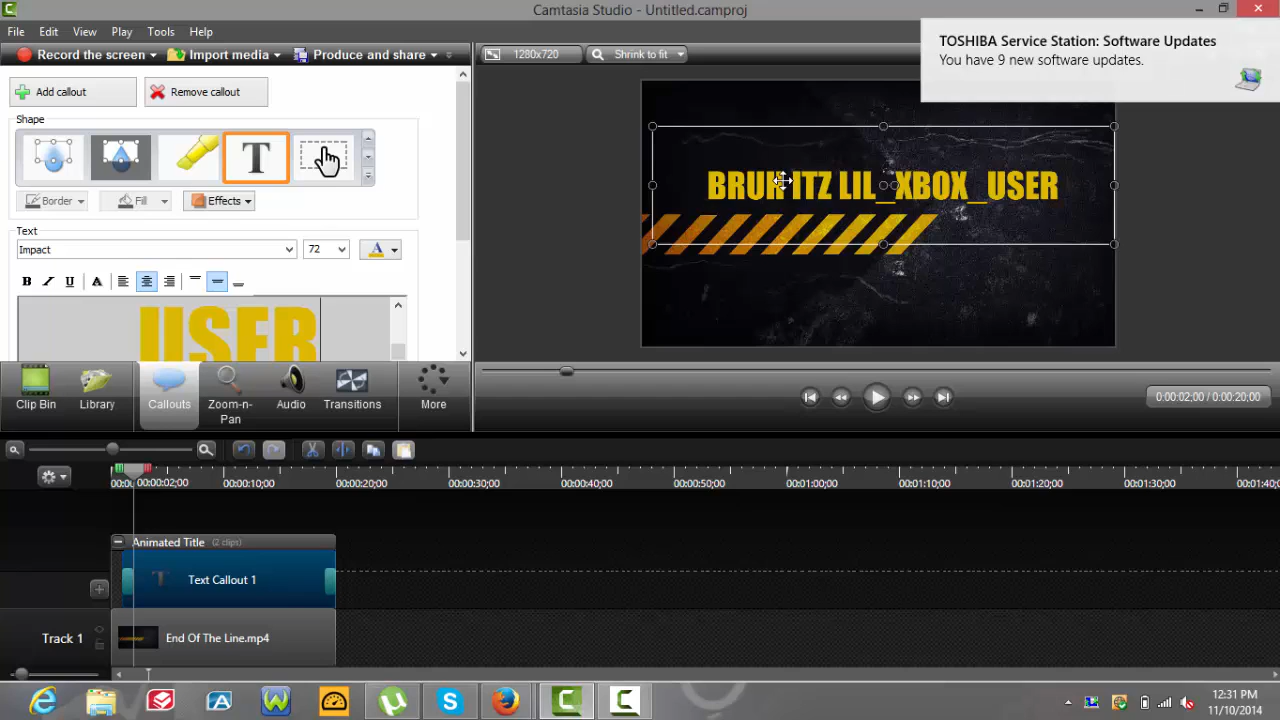 Camtasia Studio - Untitled.camproj
File Edit View Play Tools Help
Record the screen Import media Produce and share
1280x720 Shrink to fit
TOSHIBA Service Station: Software Updates
You have 9 new software updates.
Add callout Remove callout
Shape
T
Border Fill Effects
Text
Impact 72 A
B I U A
USER
BRUH ITZ LIL_XBOX_USER
Clip Bin Library Callouts Zoom-n-Pan Audio Transitions More
0:00:02;00 / 0:00:20;00
00:00 00:00:02;00 00:00:10;00 00:00:20;00 00:00:30;00 00:00:40;00 00:00:50;00 00:01:00;00 00:01:10;00 00:01:20;00 00:01:30;00 00:01:40;0
Animated Title (2 clips)
T Text Callout 1
Track 1 End Of The Line.mp4
12:31 PM
11/10/2014